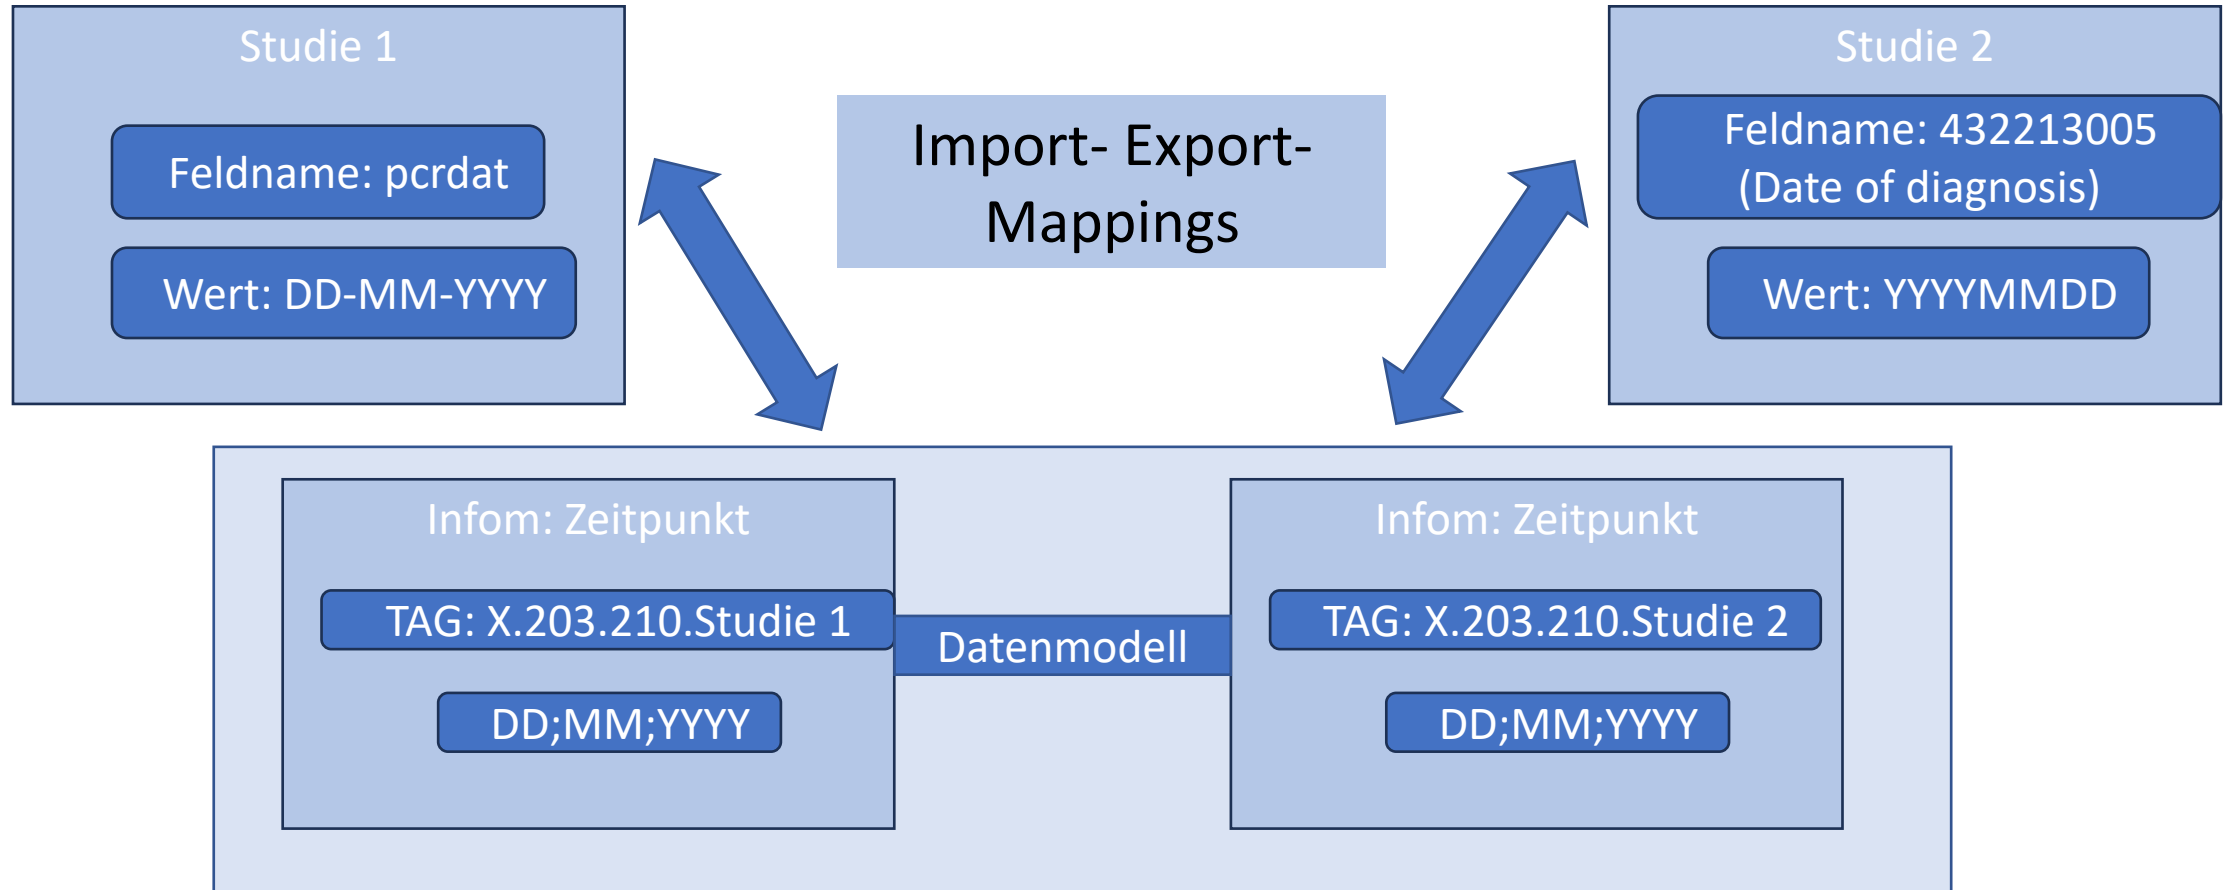 Studie 1
Feldname: pcrdat
Wert: DD-MM-YYYY
Import- Export-
Mappings
Studie 2
Feldname: 432213005
(Date of diagnosis)
Wert: YYYYMMDD
Infom: Zeitpunkt
TAG: X.203.210.Studie 1
DD;MM;YYYY
Datenmodell
Infom: Zeitpunkt
TAG: X.203.210.Studie 2
DD;MM;YYYY